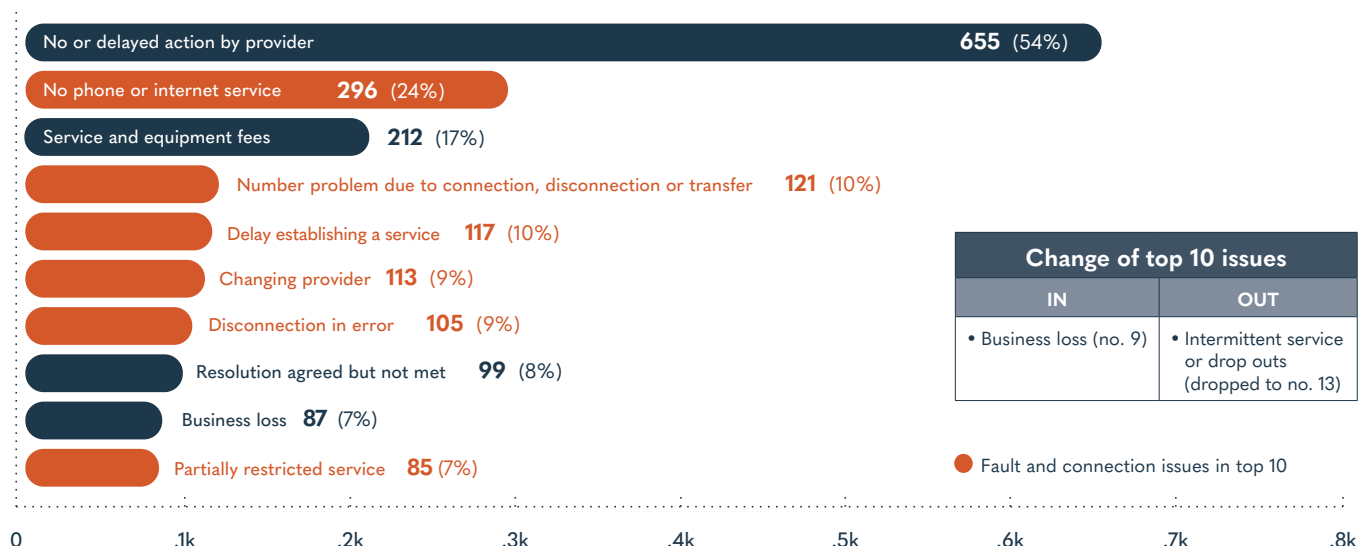 No or delayed action by provider 655 (54%)
No phone or internet service 296 (24%)
Service and equipment fees 212 (17%)
Number problem due to connection, disconnection or transfer 121 (10%)
Delay establishing a service 117 (10%)
Changing provider 113 (9%)
Disconnection in error 105 (9%)
Resolution agreed but not met 99 (8%)
Business loss 87 (7%)
Partially restricted service 85 (7%)
Change of top 10 issues
IN OUT
• Business loss (no. 9)
• Intermittent service
or drop outs
(dropped to no. 13)
Fault and connection issues in top 10
0 .1k .2k .3k .4k .5k .6k .7k .8k